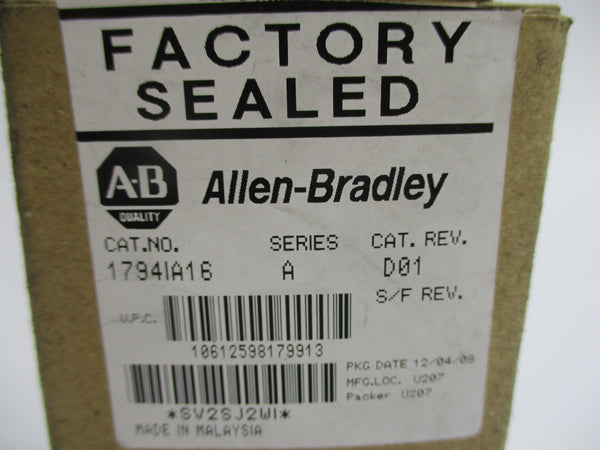 FACTORY
SEALED
A-B
QUALITY
Allen-Bradley
CAT.NO. SERIES CAT. REV.
1794IA16 A D01
S/F REV.
U.P.C.
10612598179913
PKG DATE 12/04/09
MFG.LOC. U207
Packer U207
*SV2SJ2WI*
MADE IN MALAYSIA